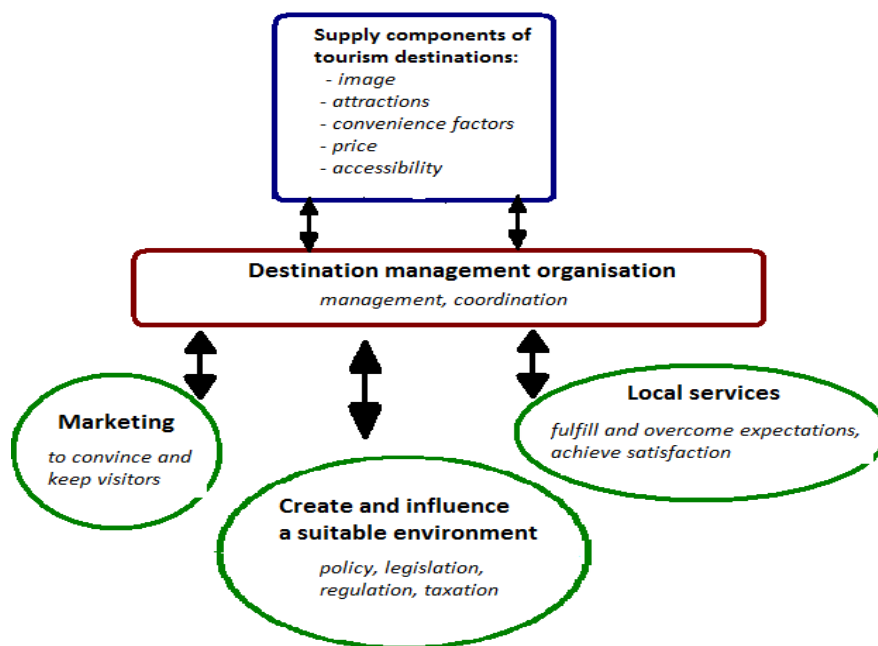 Supply components of
tourism destinations:
- image
- attractions
- convenience factors
- price
- accessibility
Destination management organisation
management, coordination
Marketing
to convince and
keep visitors
Local services
fulfill and overcome expectations,
achieve satisfaction
Create and influence
a suitable environment
policy, legislation,
regulation, taxation